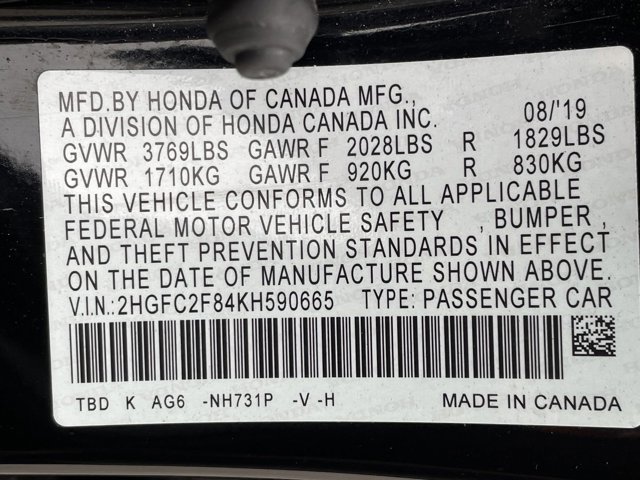 MFD.BY HONDA OF CANADA MFG.,
A DIVISION OF HONDA CANADA INC. 08/'19
GVWR 3769LBS GAWR F 2028LBS R 1829LBS
GVWR 1710KG GAWR F 920KG R 830KG
THIS VEHICLE CONFORMS TO ALL APPLICABLE
FEDERAL MOTOR VEHICLE SAFETY , BUMPER ,
AND THEFT PREVENTION STANDARDS IN EFFECT
ON THE DATE OF MANUFACTURE SHOWN ABOVE.
V.I.N.:2HGFC2F84KH590665 TYPE: PASSENGER CAR
TBD K AG6 -NH731P -V -H MADE IN CANADA